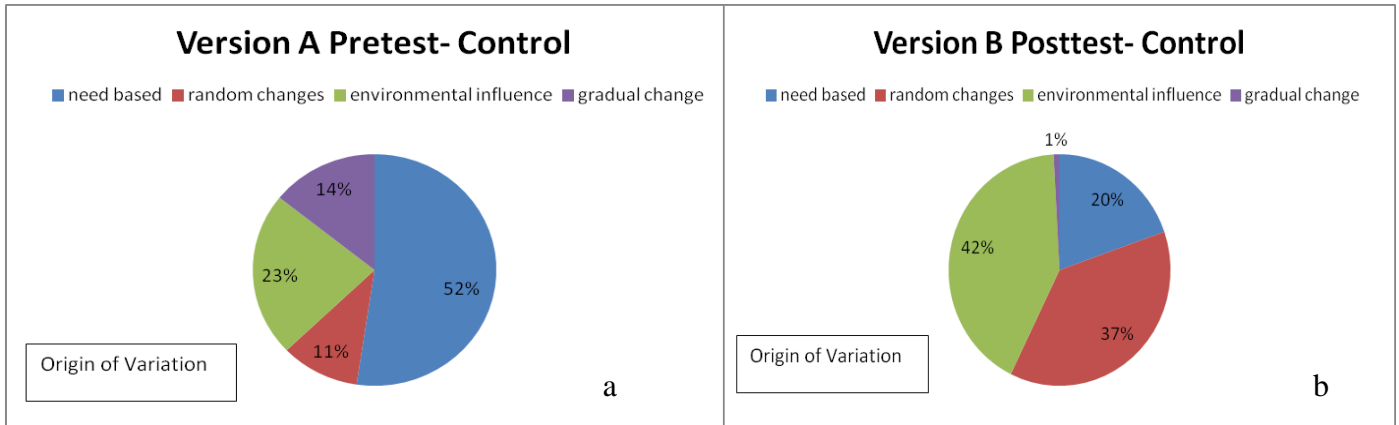 Version A Pretest- Control
need based random changes environmental influence gradual change
14%
23%
52%
11%
Origin of Variation
a
Version B Posttest- Control
need based random changes environmental influence gradual change
1%
20%
42%
37%
Origin of Variation
b